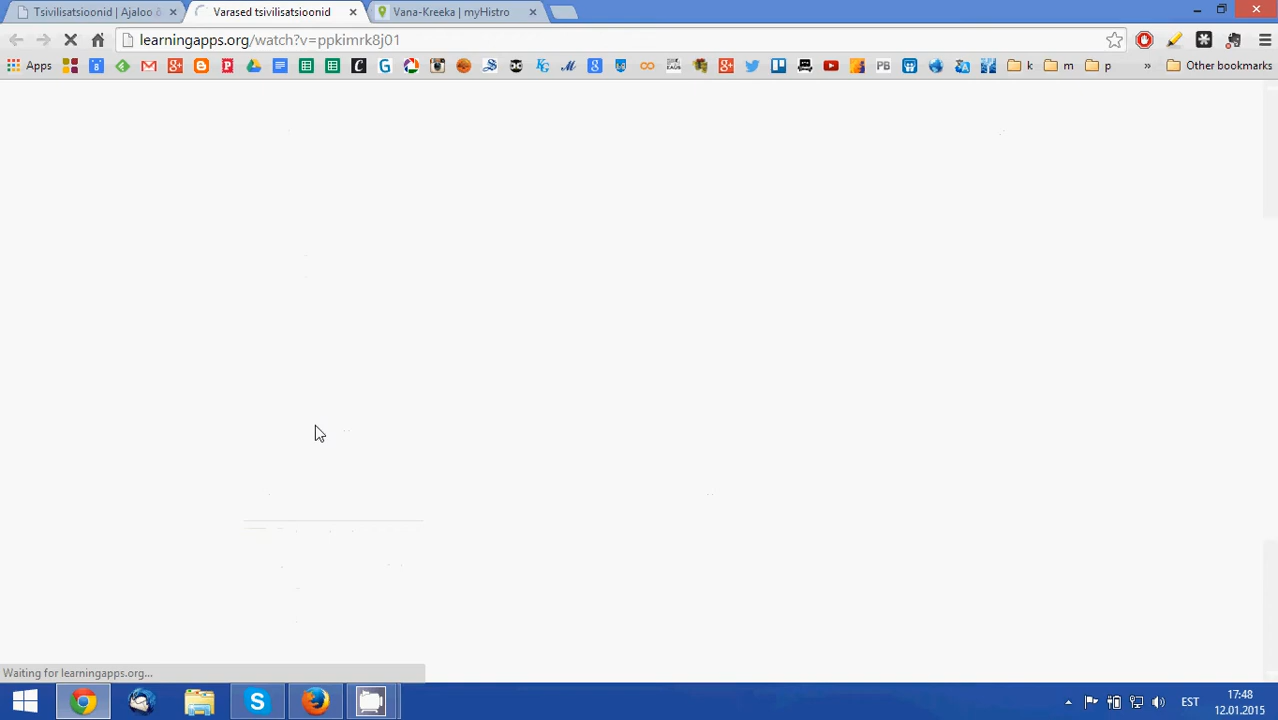 Tsivilisatsioonid | Ajaloo õ
Varased tsivilisatsioonid
Vana-Kreeka | myHistro
learningapps.org/watch?v=ppkimrk8j01
Apps
k
m
p
Other bookmarks
Waiting for learningapps.org...
EST
17:48
12.01.2015